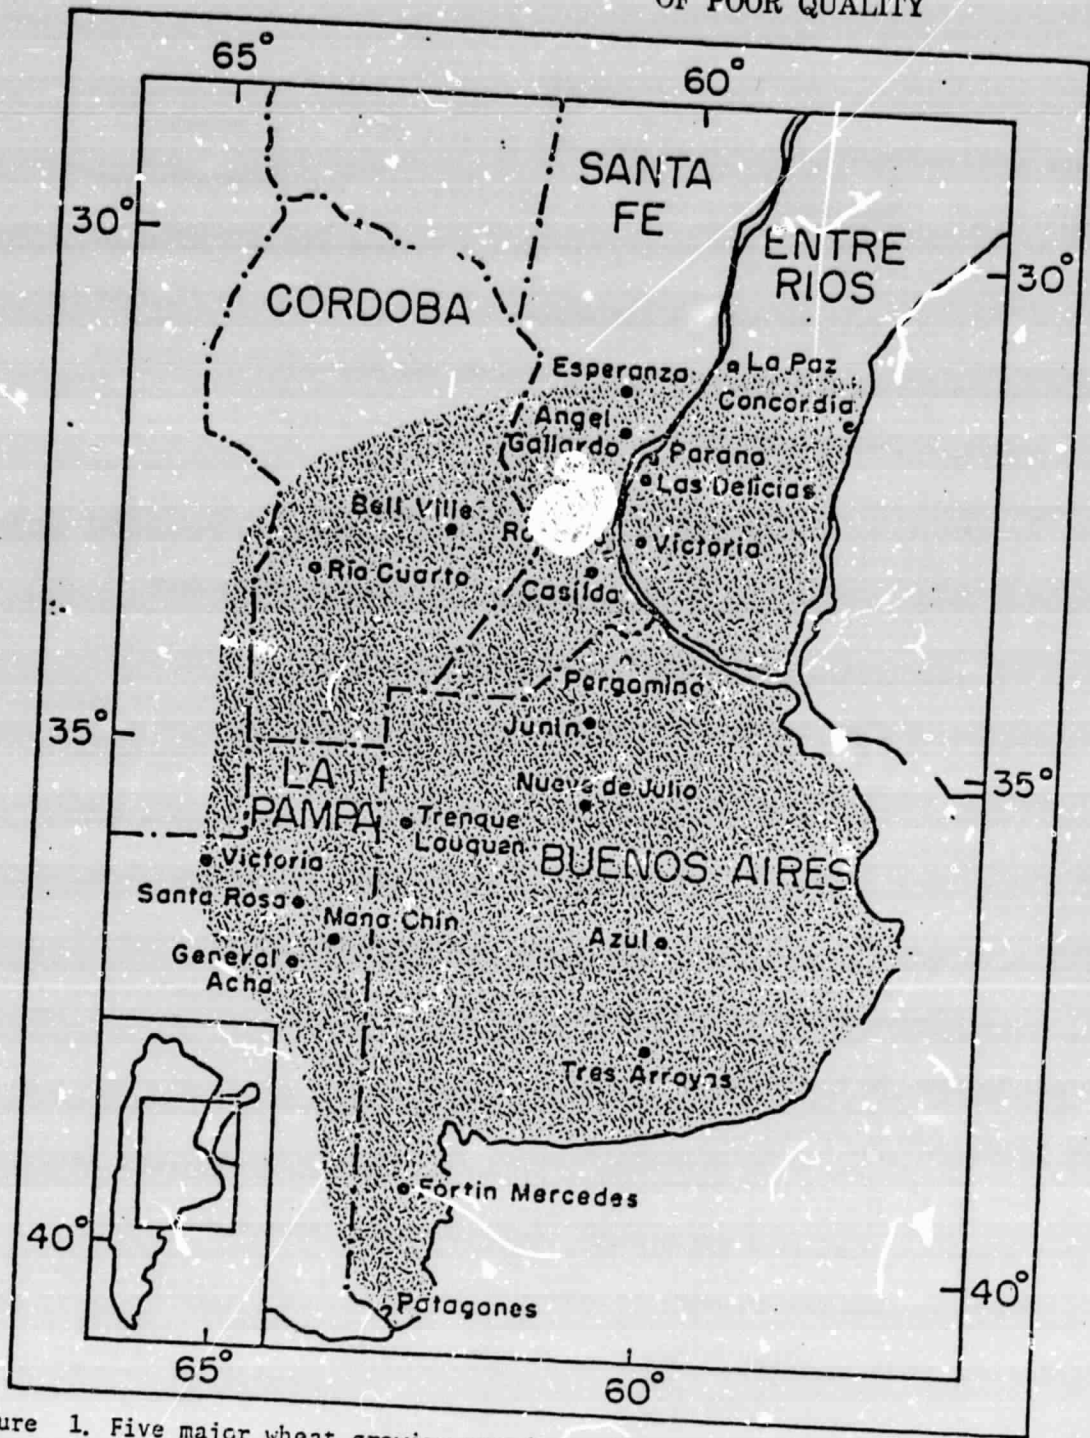 OF POOR QUALITY
65°
60°
SANTA
FE
30°
ENTRE
RIOS
30°
CORDOBA
Esperanza
La Paz
Concordia
Angel
Gallardo
Parana
Las Delicias
Bell Ville
Victoria
Rio Cuarto
Casilda
Pergamino
Junin
35°
35°
LA
PAMPA
Nueve de Julio
Trenque
Lauquen
BUENOS AIRES
Victoria
Santa Rosa
Mana Chin
Azul
General
Acha
Tres Arroyos
Fortin Mercedes
40°
40°
Patagones
65°
60°
1. Five major wheat